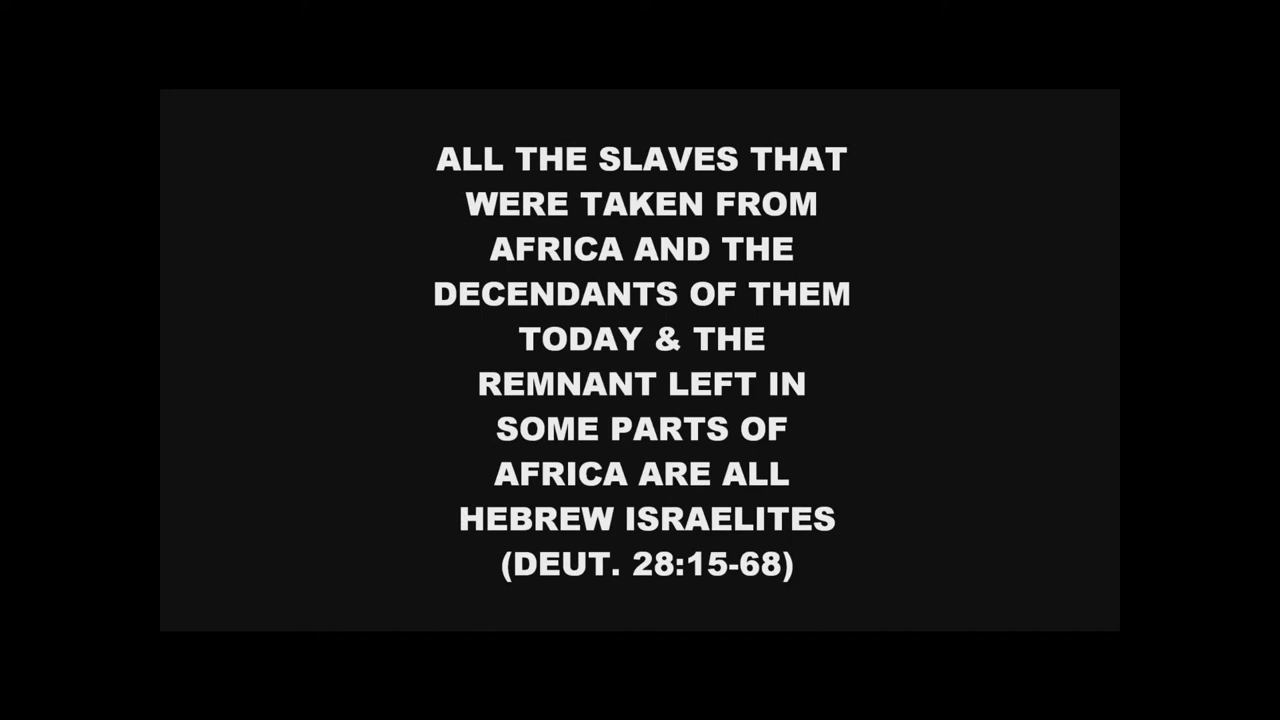 ALL THE SLAVES THAT
WERE TAKEN FROM
AFRICA AND THE
DECENDANTS OF THEM
TODAY & THE
REMNANT LEFT IN
SOME PARTS OF
AFRICA ARE ALL
HEBREW ISRAELITES
(DEUT. 28:15-68)